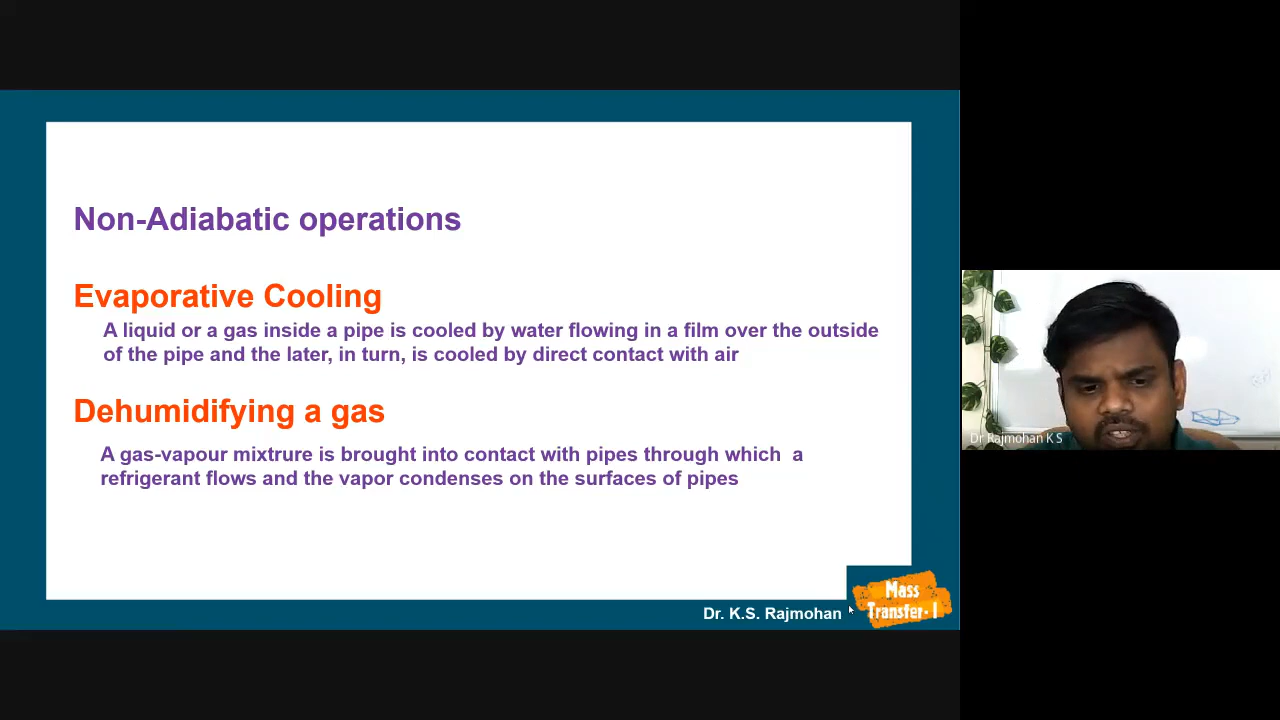 Non-Adiabatic operations
Evaporative Cooling
A liquid or a gas inside a pipe is cooled by water flowing in a film over the outside
of the pipe and the later, in turn, is cooled by direct contact with air
Dehumidifying a gas
A gas-vapour mixtrure is brought into contact with pipes through which a
refrigerant flows and the vapor condenses on the surfaces of pipes
Dr. K.S. Rajmohan
Mass
Transfer-I
Dr Rajmohan K S